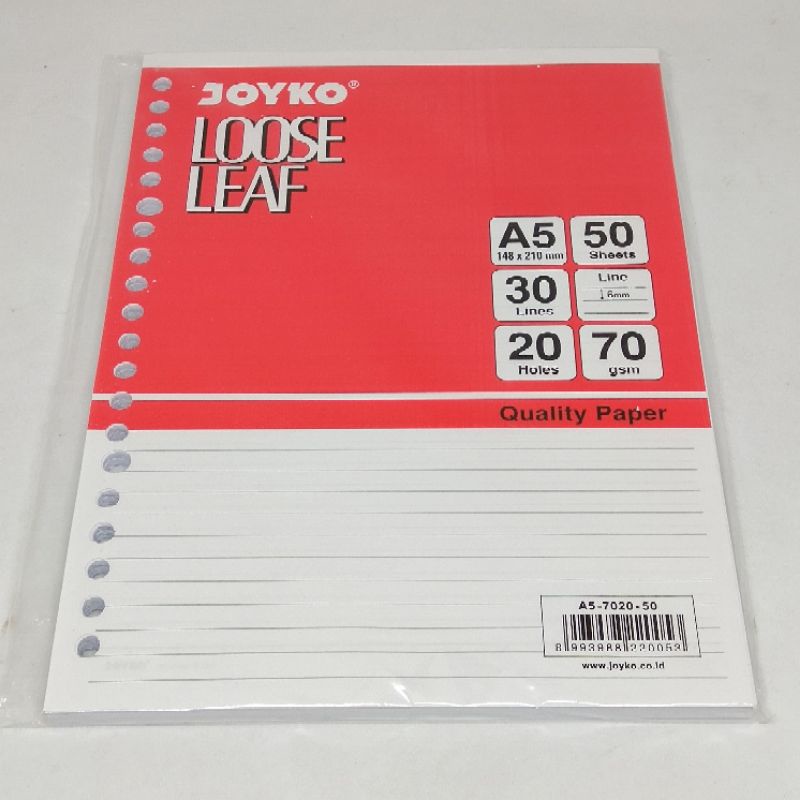 JOYKO®
LOOSE
LEAF
A5
148 x 210 mm
50
Sheets
30
Lines
Line
6mm
20
Holes
70
gsm
Quality Paper
A5-7020-50
8 993988 220053
www.joyko.co.id